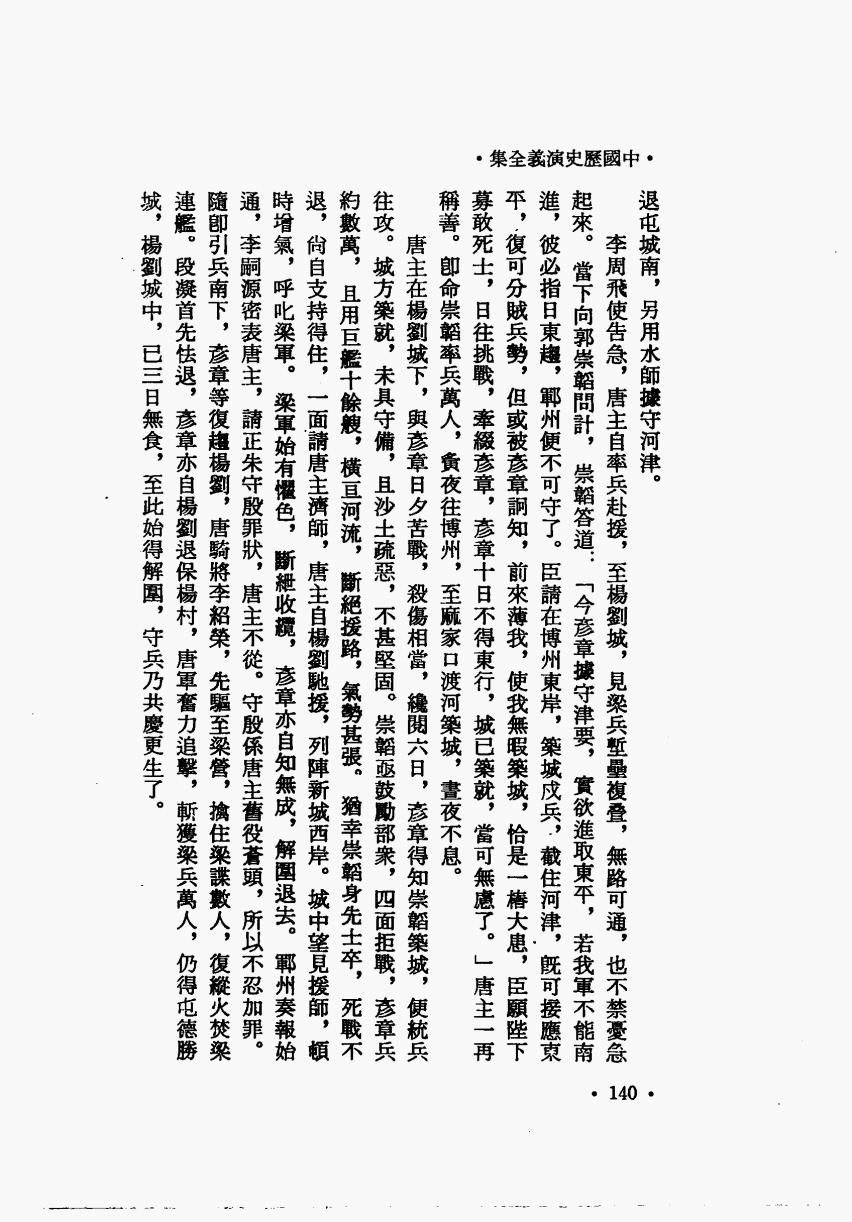 •中國歷史演義全集•
退屯城南，另用水師據守河津。
李周飛使告急，唐主自率兵赴援，至楊劉城，見梁兵塹壘複叠，無路可通，也不禁憂急
起來。當下向郭崇韜問計，崇韜答道：「今彥章據守津要，實欲進取東平，若我軍不能南
進，彼必指日東趨，鄆州便不可守了。臣請在博州東岸，築城戍兵，截住河津，既可接應東
平，復可分賊兵勢，但或被彥章詗知，前來薄我，使我無暇築城，恰是一樁大患，臣願陛下
募敢死士，日往挑戰，牽綴彥章，彥章十日不得東行，城已築就，當可無慮了。」唐主一再
稱善。卽命崇韜率兵萬人，夤夜往博州，至麻家口渡河築城，晝夜不息。
唐主在楊劉城下，與彥章日夕苦戰，殺傷相當，纔閱六日，彥章得知崇韜築城，便統兵
往攻。城方築就，未具守備，且沙土疏惡，不甚堅固。崇韜亟鼓勵部衆，四面拒戰，彥章兵
約數萬，且用巨艦十餘艘，橫亘河流，斷絕援路，氣勢甚張。猶幸崇韜身先士卒，死戰不
退，尙自支持得住，一面請唐主濟師，唐主自楊劉馳援，列陣新城西岸。城中望見援師，頓
時增氣，呼叱梁軍。梁軍始有懼色，斷紲收纜，彥章亦自知無成，解圍退去。鄆州奏報始
通，李嗣源密表唐主，請正朱守殷罪狀，唐主不從。守殷係唐主舊役蒼頭，所以不忍加罪。
隨卽引兵南下，彥章等復趨楊劉，唐騎將李紹榮，先驅至梁營，擒住梁諜數人，復縱火焚梁
連艦。段凝首先怯退，彥章亦自楊劉退保楊村，唐軍奮力追擊，斬獲梁兵萬人，仍得屯德勝
城，楊劉城中，已三日無食，至此始得解圍，守兵乃共慶更生了。
•140•